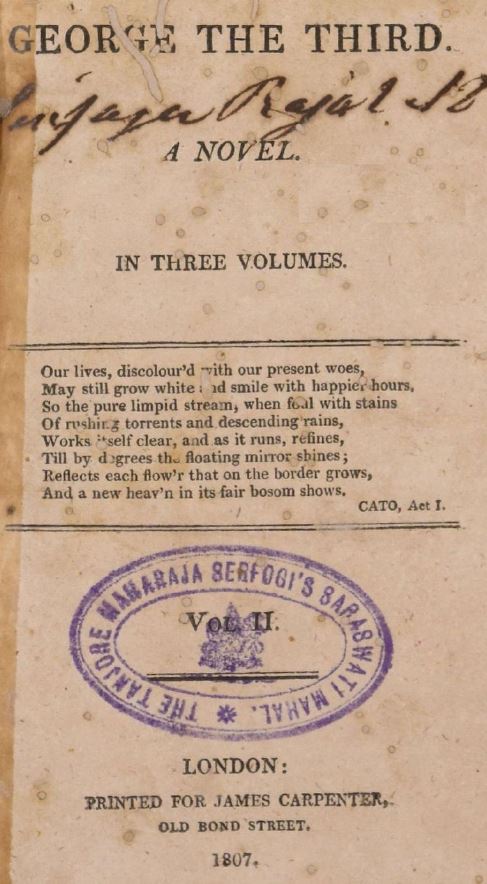 GEORGE THE THIRD.
A NOVEL.
IN THREE VOLUMES.
Our lives, discolour'd with our present woes,
May still grow white and smile with happier hours,
So the pure limpid stream, when foul with stains
Of rushing torrents and descending rains,
Works itself clear, and as it runs, refines,
Till by degrees the floating mirror shines;
Reflects each flow'r that on the border grows,
And a new heav'n in its fair bosom shows.
CATO, Act I.
THE TANJORE MAHARAJA SERFOGI'S SARASWATI MAHAL.
VOL. II.
LONDON:
PRINTED FOR JAMES CARPENTER,
OLD BOND STREET.
1807.